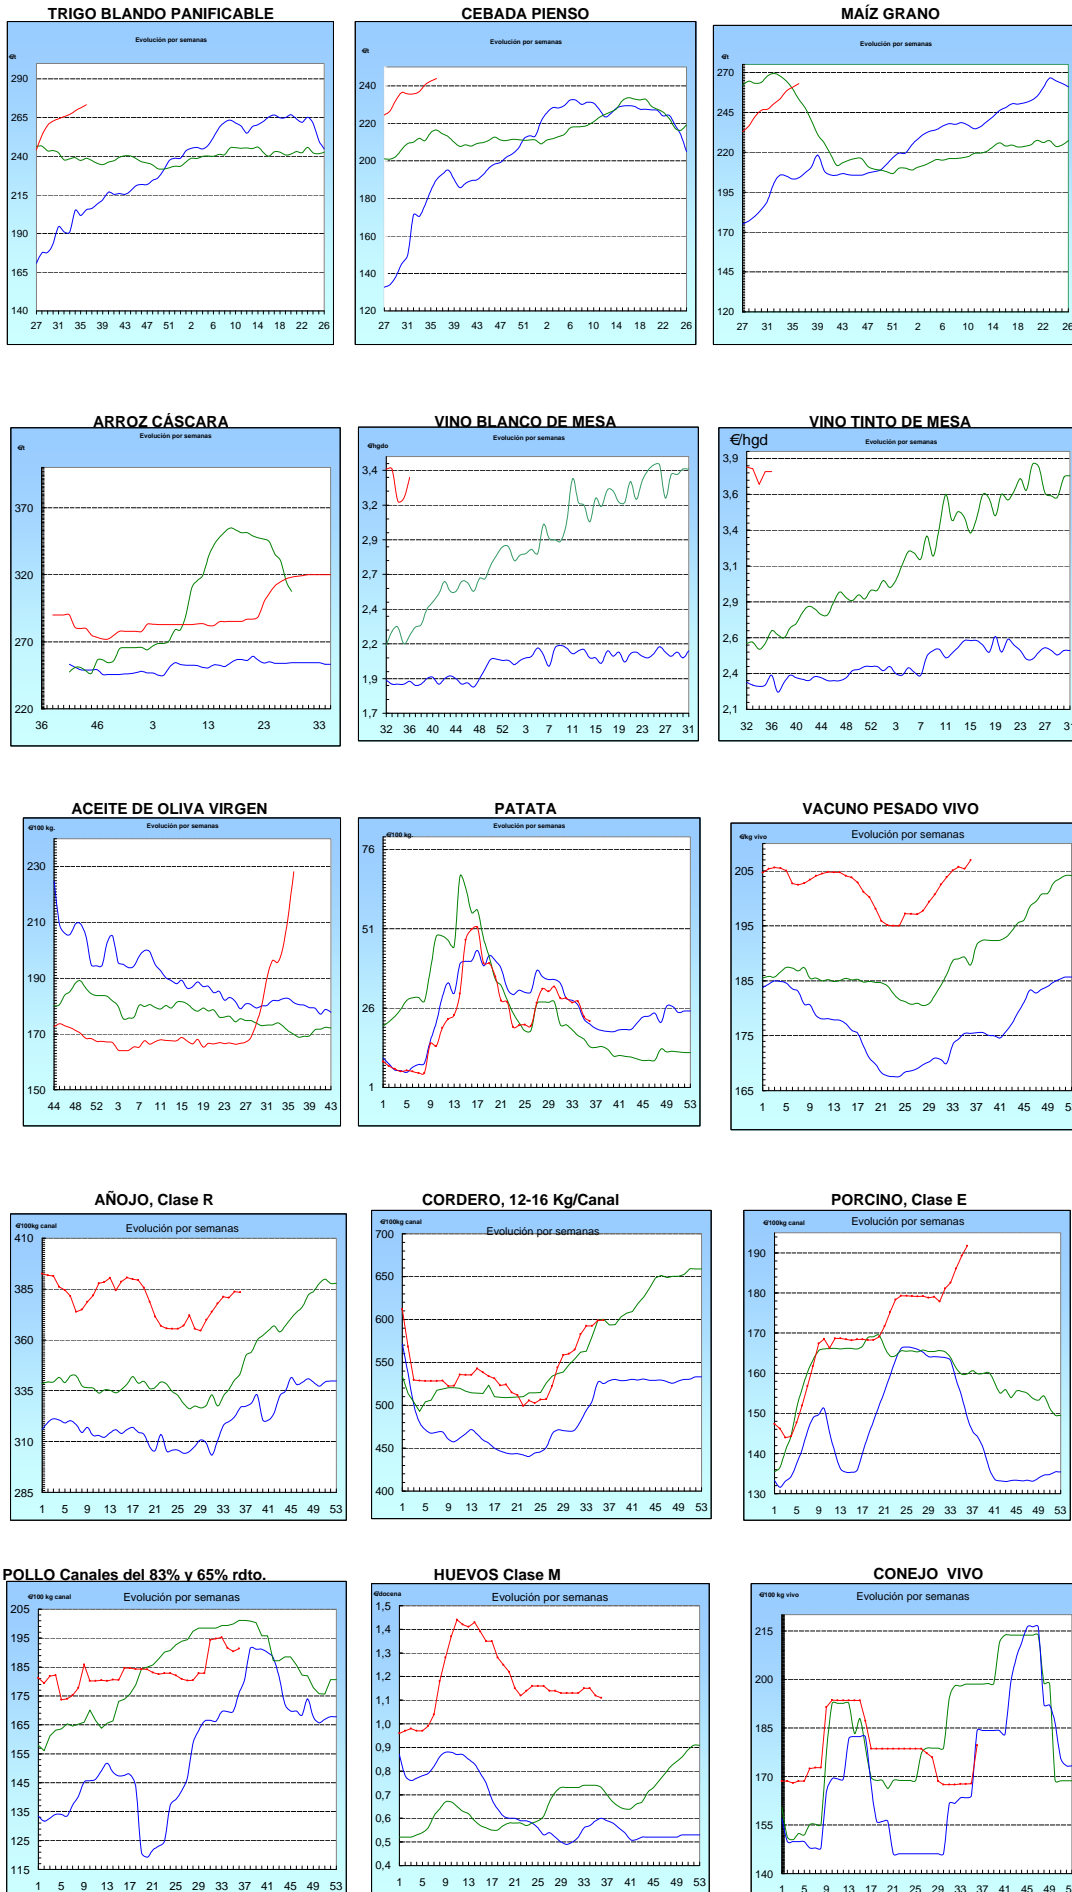 TRIGO BLANDO PANIFICABLE
Evolución por semanas
€/t
290
265
240
215
190
165
140
27 31 35 39 43 47 51 2 6 10 14 18 22 26
CEBADA PIENSO
Evolución por semanas
€/t
240
220
200
180
160
140
120
27 31 35 39 43 47 51 2 6 10 14 18 22 26
MAÍZ GRANO
Evolución por semanas
€/t
270
245
220
195
170
145
120
27 31 35 39 43 47 51 2 6 10 14 18 22 26
ARROZ CÁSCARA
Evolución por semanas
€/t
370
320
270
220
36 46 3 13 23 33
VINO BLANCO DE MESA
Evolución por semanas
€/hgdo
3,4
3,2
2,9
2,7
2,4
2,2
1,9
1,7
32 36 40 44 48 52 3 7 11 15 19 23 27 31
VINO TINTO DE MESA
€/hgd
Evolución por semanas
3,9
3,6
3,4
3,1
2,9
2,6
2,4
2,1
32 36 40 44 48 52 3 7 11 15 19 23 27 31
ACEITE DE OLIVA VIRGEN
€/100 kg.
Evolución por semanas
230
210
190
170
150
44 48 52 3 7 11 15 19 23 27 31 35 39 43
PATATA
Evolución por semanas
€/100 kg.
76
51
26
1
1 5 9 13 17 21 25 29 33 37 41 45 49 53
VACUNO PESADO VIVO
€/kg vivo
Evolución por semanas
205
195
185
175
165
1 5 9 13 17 21 25 29 33 37 41 45 49 53
AÑOJO, Clase R
€/100kg canal
Evolución por semanas
410
385
360
335
310
285
1 5 9 13 17 21 25 29 33 37 41 45 49 53
CORDERO, 12-16 Kg/Canal
€/100kg canal
Evolución por semanas
700
650
600
550
500
450
400
1 5 9 13 17 21 25 29 33 37 41 45 49 53
PORCINO, Clase E
€/100kg canal
Evolución por semanas
190
180
170
160
150
140
130
1 5 9 13 17 21 25 29 33 37 41 45 49 53
POLLO Canales del 83% y 65% rdto.
€/100 kg canal
Evolución por semanas
205
195
185
175
165
155
145
135
125
115
1 5 9 13 17 21 25 29 33 37 41 45 49 53
HUEVOS Clase M
€/docena
Evolución por semanas
1,5
1,4
1,3
1,2
1,1
1,0
0,9
0,8
0,7
0,6
0,5
0,4
1 5 9 13 17 21 25 29 33 37 41 45 49 53
CONEJO VIVO
€/100 kg vivo
Evolución por semanas
215
200
185
170
155
140
1 5 9 13 17 21 25 29 33 37 41 45 49 53